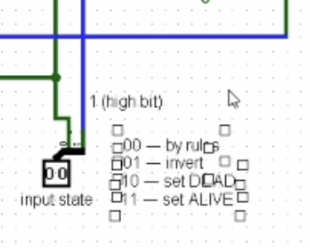 1 (high bit)
00 — by rules
01 — invert
10 — set DEAD
11 — set ALIVE
00
input state